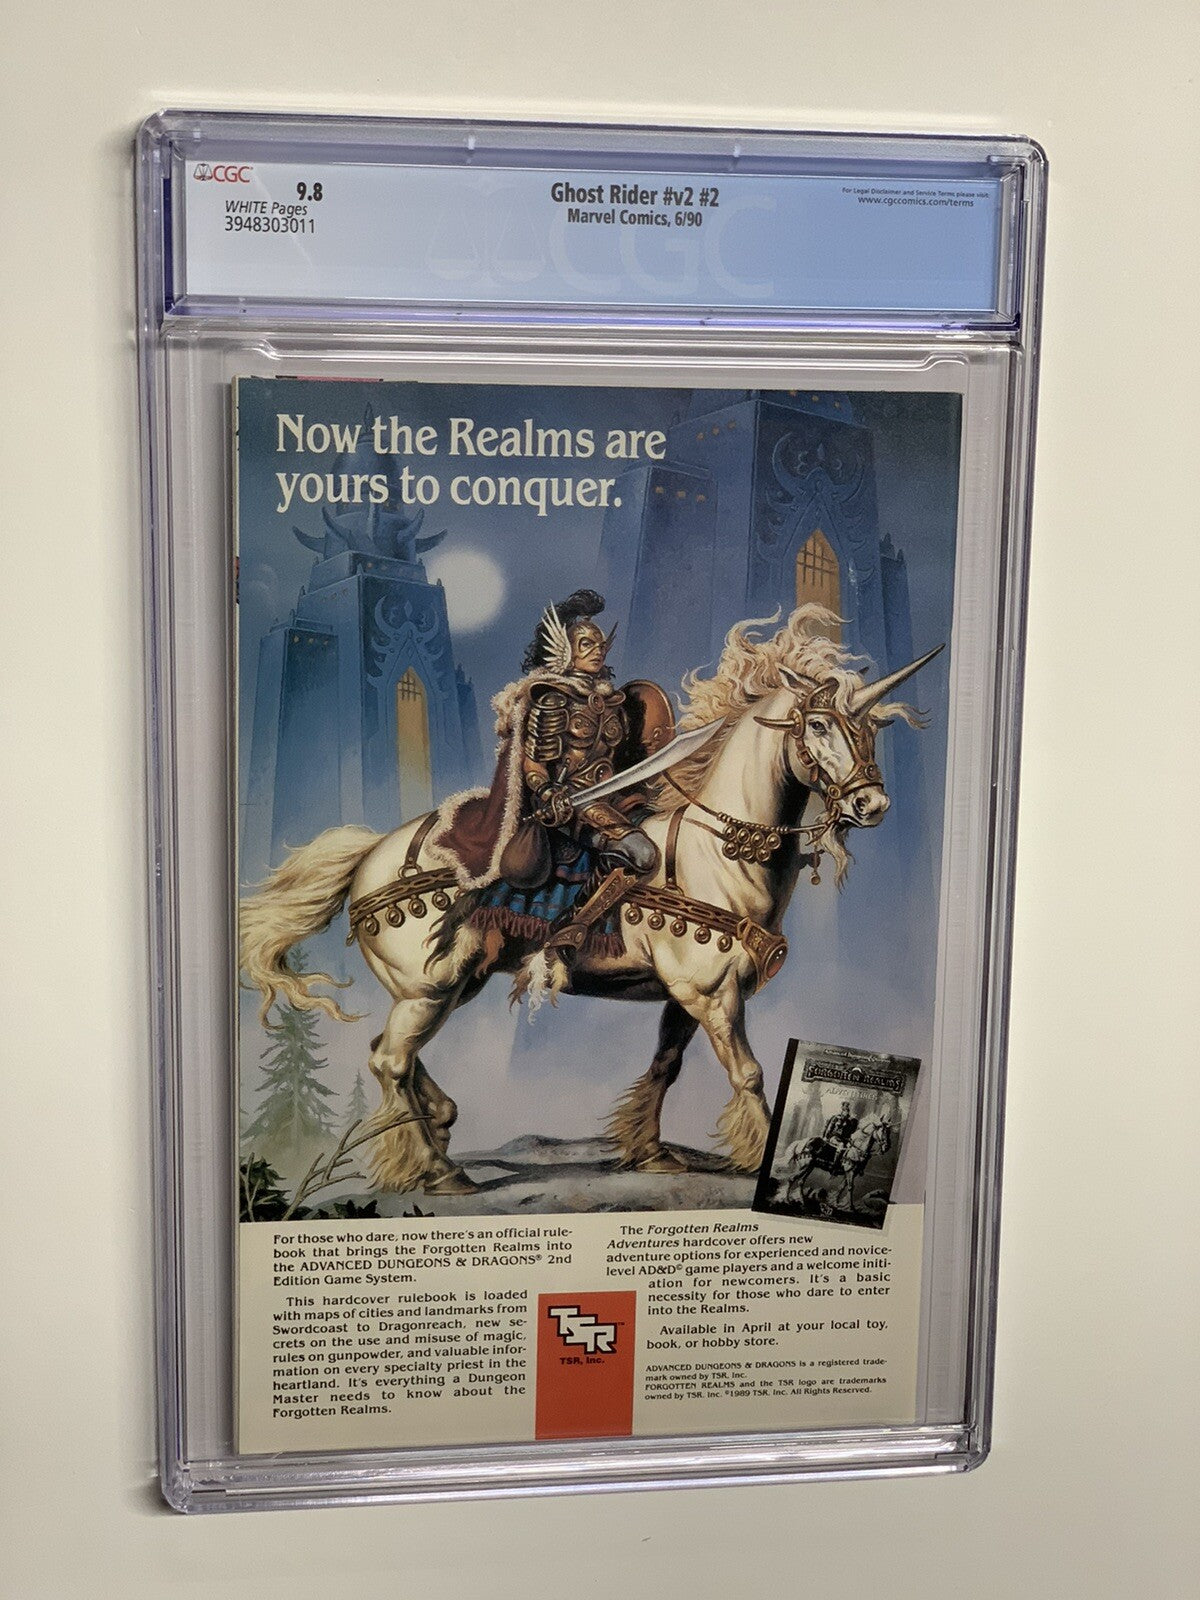 CGC
9.8
WHITE Pages
3948303011
Ghost Rider #v2 #2
Marvel Comics, 6/90
For Legal Disclaimer and Service Terms please visit:
www.cgccomics.com/terms
CGC
Now the Realms are
yours to conquer.
FORGOTTEN REALMS
ADVENTURES
For those who dare, now there's an official rule-
book that brings the Forgotten Realms into
the ADVANCED DUNGEONS & DRAGONS® 2nd
Edition Game System.
This hardcover rulebook is loaded
with maps of cities and landmarks from
Swordcoast to Dragonreach, new se-
crets on the use and misuse of magic,
rules on gunpowder, and valuable infor-
mation on every specialty priest in the
heartland. It's everything a Dungeon
Master needs to know about the
Forgotten Realms.
TSR™
TSR, Inc.
The Forgotten Realms
Adventures hardcover offers new
adventure options for experienced and novice-
level AD&D® game players and a welcome initi-
ation for newcomers. It's a basic
necessity for those who dare to enter
into the Realms.
Available in April at your local toy,
book, or hobby store.
ADVANCED DUNGEONS & DRAGONS is a registered trade-
mark owned by TSR, Inc.
FORGOTTEN REALMS and the TSR logo are trademarks
owned by TSR, Inc. ©1989 TSR, Inc. All Rights Reserved.